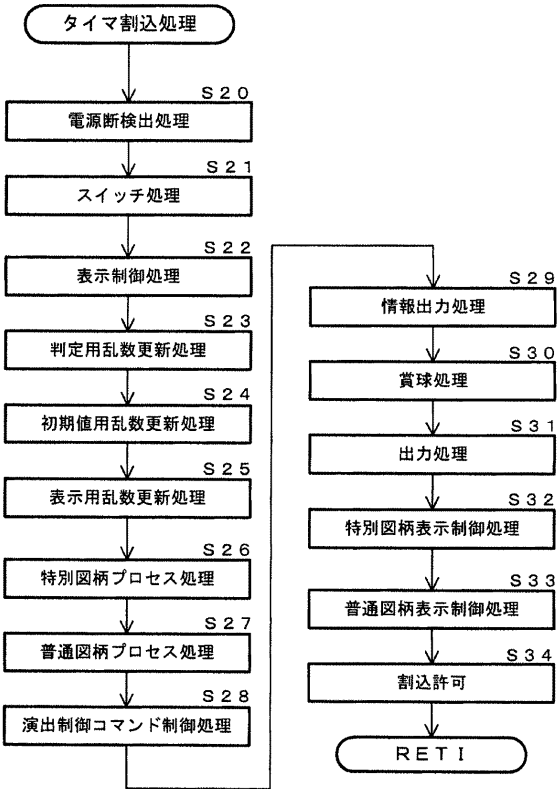 タイマ割込処理
S20
電源断検出処理
S21
スイッチ処理
S22
表示制御処理
S23
判定用乱数更新処理
S24
初期値用乱数更新処理
S25
表示用乱数更新処理
S26
特別図柄プロセス処理
S27
普通図柄プロセス処理
S28
演出制御コマンド制御処理
S29
情報出力処理
S30
賞球処理
S31
出力処理
S32
特別図柄表示制御処理
S33
普通図柄表示制御処理
S34
割込許可
RETI